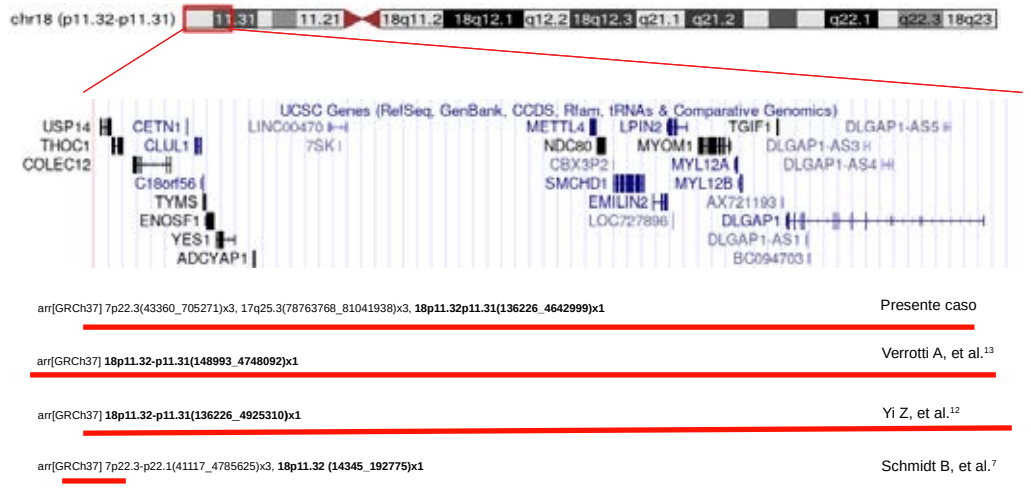 chr18 (p11.32-p11.31) 11.31 11.21 18q11.2 18q12.1 q12.2 18q12.3 q21.1 q21.2 q22.1 q22.3 18q23
UCSC Genes (RefSeq, GenBank, CCDS, Rfam, tRNAs & Comparative Genomics)
USP14 CETN1 LINC00470 METTL4 LPIN2 TGIF1 DLGAP1-AS5
THOC1 CLUL1 7SK NDC80 MYOM1 DLGAP1-AS3
COLEC12 CBX3P2 MYL12A DLGAP1-AS4
C18orf56 SMCHD1 MYL12B
TYMS EMILIN2 AX721193
ENOSF1 LOC727896 DLGAP1
YES1 DLGAP1-AS1
ADCYAP1 BC094703
arr[GRCh37] 7p22.3(43360_705271)x3, 17q25.3(78763768_81041938)x3, 18p11.32p11.31(136226_4642999)x1 Presente caso
arr[GRCh37] 18p11.32-p11.31(148993_4748092)x1 Verrotti A, et al.¹³
arr[GRCh37] 18p11.32-p11.31(136226_4925310)x1 Yi Z, et al.¹²
arr[GRCh37] 7p22.3-p22.1(41117_4785625)x3, 18p11.32 (14345_192775)x1 Schmidt B, et al.⁷